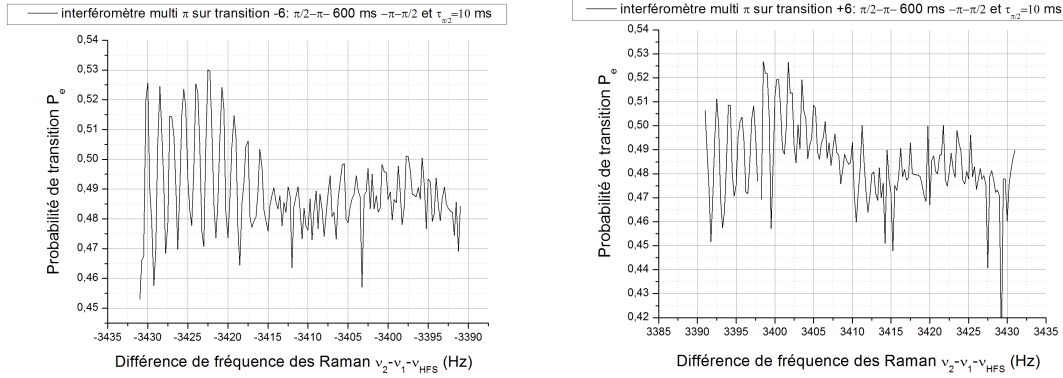 interféromètre multi π sur transition -6: π/2–π– 600 ms –π–π/2 et τπ/2=10 ms
0,54
0,53
0,52
0,51
0,50
0,49
0,48
0,47
0,46
0,45
Probabilité de transition Pe
-3435 -3430 -3425 -3420 -3415 -3410 -3405 -3400 -3395 -3390
Différence de fréquence des Raman ν2-ν1-νHFS (Hz)
interféromètre multi π sur transition +6: π/2–π– 600 ms –π–π/2 et τπ/2=10 ms
0,54
0,53
0,52
0,51
0,50
0,49
0,48
0,47
0,46
0,45
0,44
0,43
0,42
Probabilité de transition Pe
3385 3390 3395 3400 3405 3410 3415 3420 3425 3430 3435
Différence de fréquence des Raman ν2-ν1-νHFS (Hz)